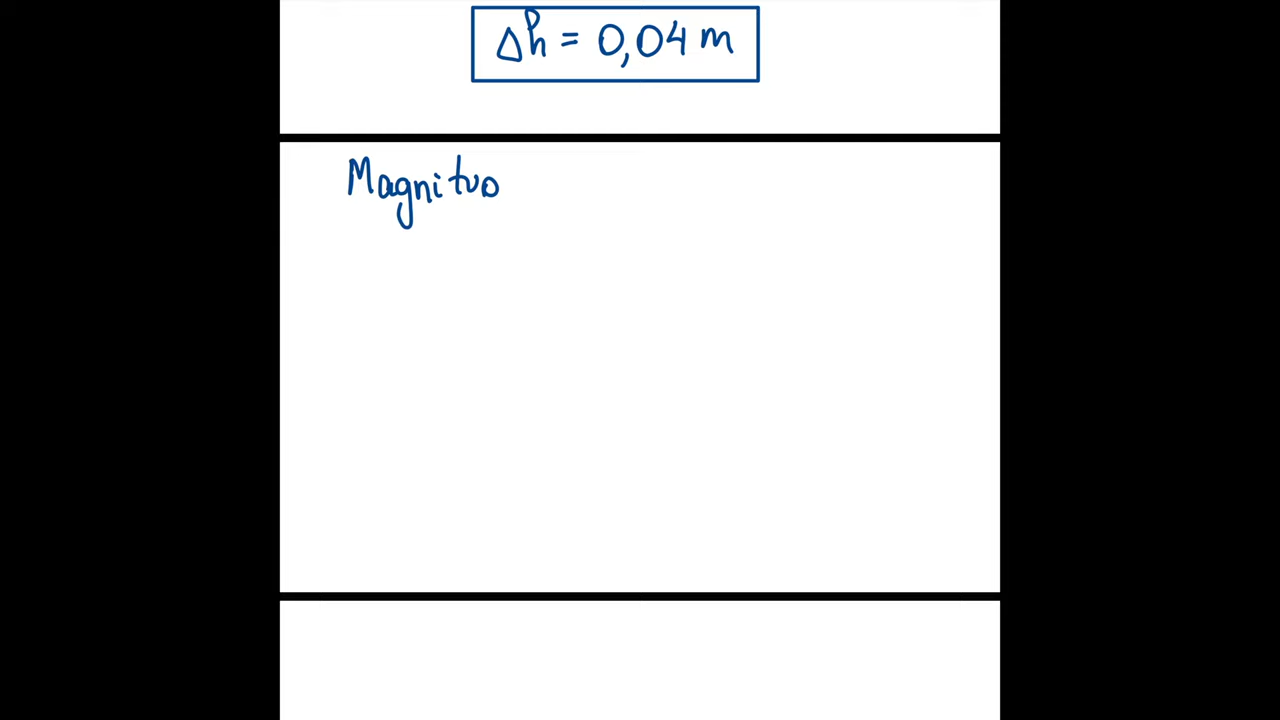 Δh = 0,04 m
Magnituo